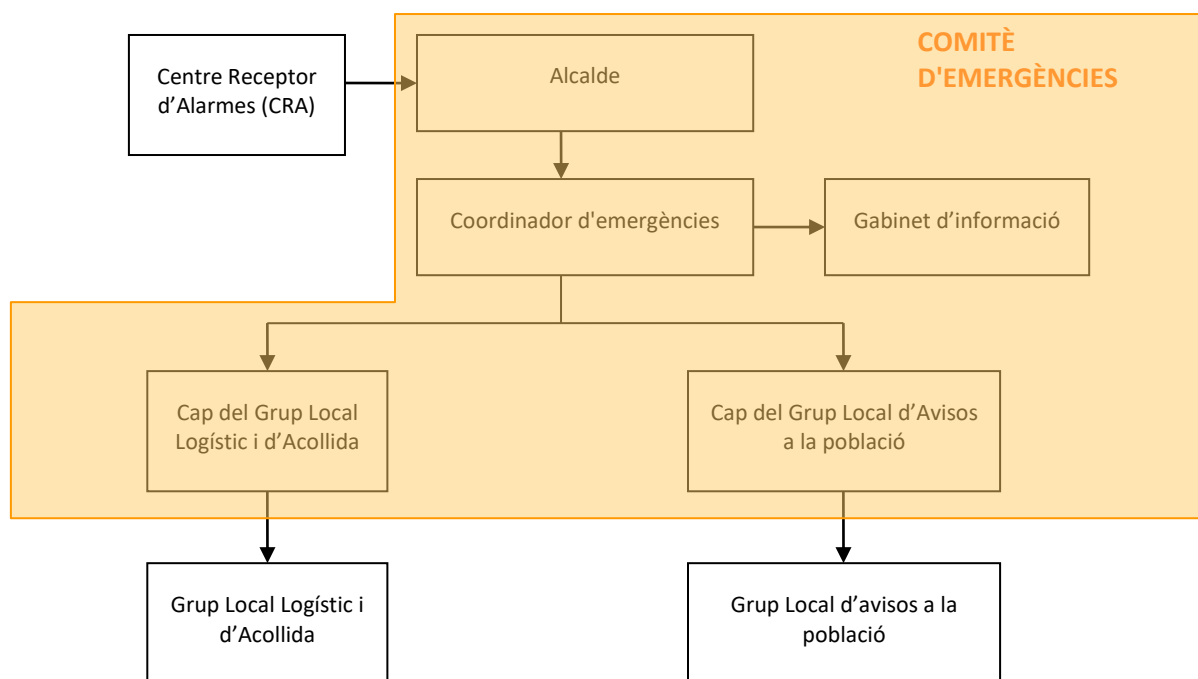 COMITÈ
D'EMERGÈNCIES
Centre Receptor
d’Alarmes (CRA)
Alcalde
Coordinador d'emergències
Gabinet d’informació
Cap del Grup Local
Logístic i d’Acollida
Cap del Grup Local d’Avisos
a la població
Grup Local Logístic i
d’Acollida
Grup Local d’avisos a la
població